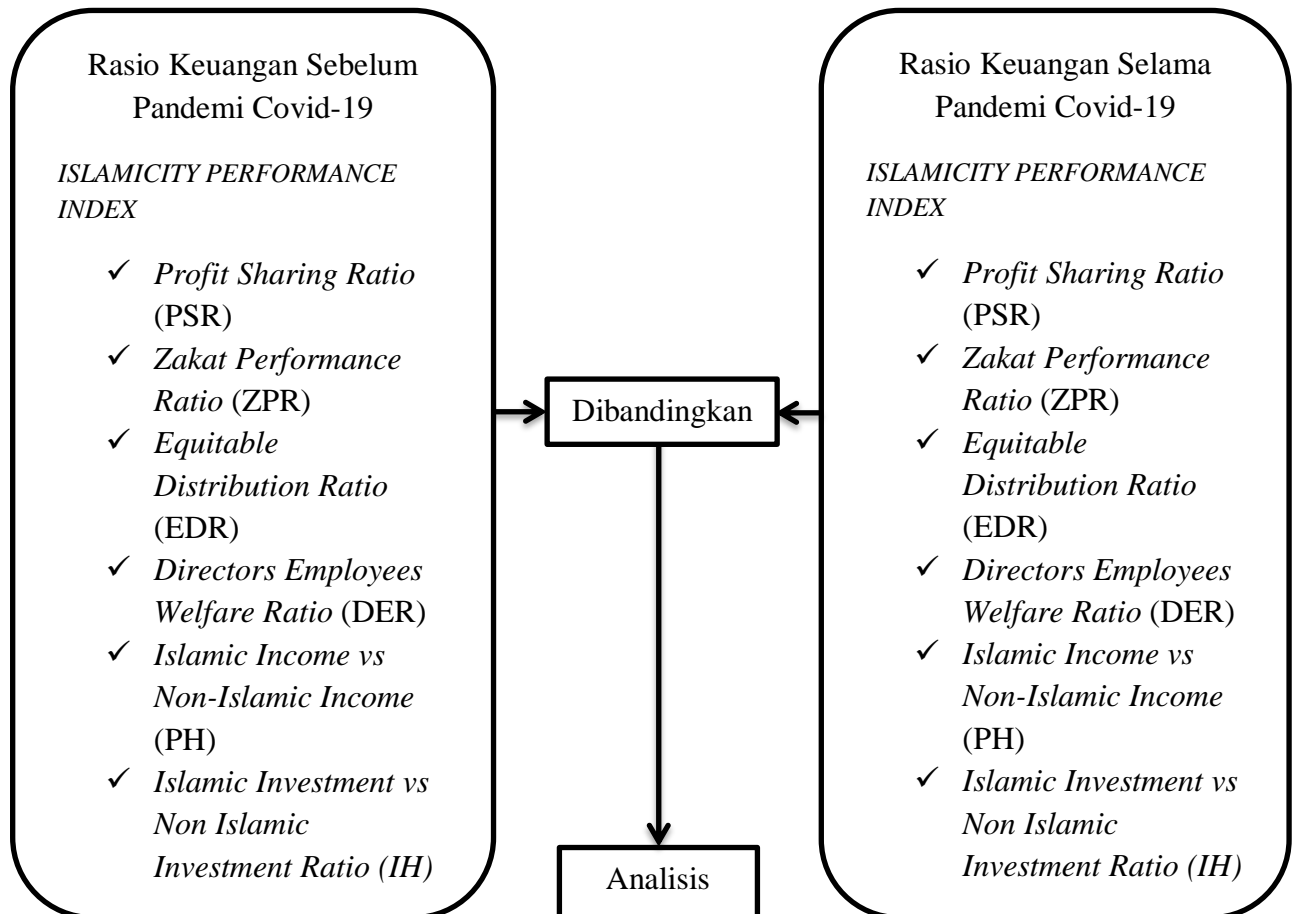 Rasio Keuangan Sebelum
Pandemi Covid-19
ISLAMICITY PERFORMANCE
INDEX
✓ Profit Sharing Ratio
(PSR)
✓ Zakat Performance
Ratio (ZPR)
✓ Equitable
Distribution Ratio
(EDR)
✓ Directors Employees
Welfare Ratio (DER)
✓ Islamic Income vs
Non-Islamic Income
(PH)
✓ Islamic Investment vs
Non Islamic
Investment Ratio (IH)
Dibandingkan
Analisis
Rasio Keuangan Selama
Pandemi Covid-19
ISLAMICITY PERFORMANCE
INDEX
✓ Profit Sharing Ratio
(PSR)
✓ Zakat Performance
Ratio (ZPR)
✓ Equitable
Distribution Ratio
(EDR)
✓ Directors Employees
Welfare Ratio (DER)
✓ Islamic Income vs
Non-Islamic Income
(PH)
✓ Islamic Investment vs
Non Islamic
Investment Ratio (IH)